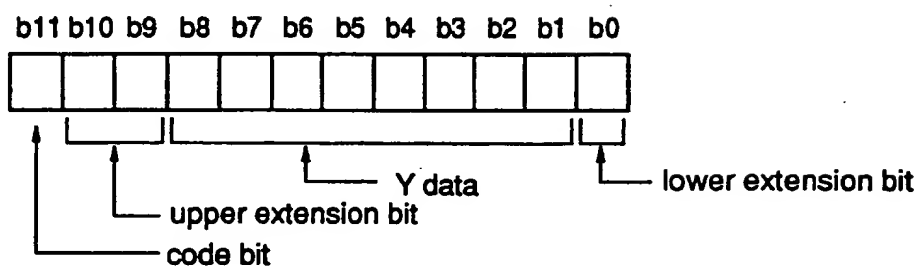 b11 b10 b9 b8 b7 b6 b5 b4 b3 b2 b1 b0
Y data
lower extension bit
upper extension bit
code bit